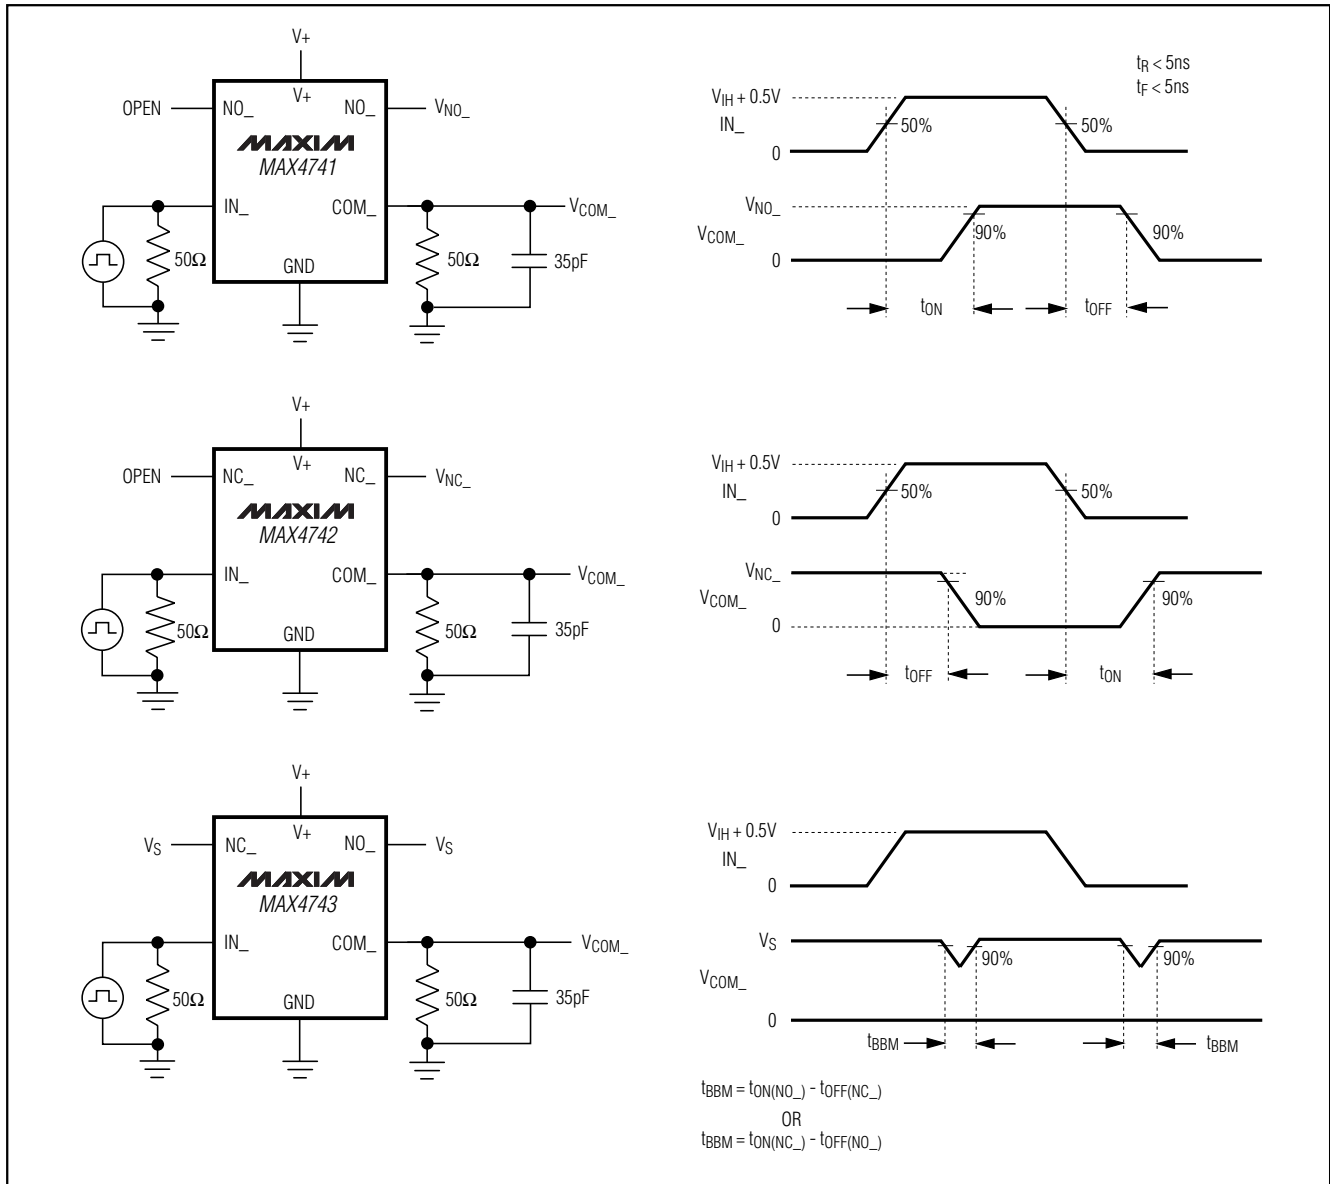 V+
OPEN
NO_
V+
NO_
V_NO_
MAXIM
MAX4741
IN_
COM_
V_COM_
50Ω
GND
50Ω
35pF
t_R < 5ns
t_F < 5ns
V_IH + 0.5V
IN_
0
50%
50%
V_NO_
V_COM_
0
90%
90%
t_ON
t_OFF
V+
OPEN
NC_
V+
NC_
V_NC_
MAXIM
MAX4742
IN_
COM_
V_COM_
50Ω
GND
50Ω
35pF
V_IH + 0.5V
IN_
0
50%
50%
V_NC_
V_COM_
0
90%
90%
t_OFF
t_ON
V+
V_S
NC_
V+
NO_
V_S
MAXIM
MAX4743
IN_
COM_
V_COM_
50Ω
GND
50Ω
35pF
V_IH + 0.5V
IN_
0
V_S
V_COM_
0
90%
90%
t_BBM
t_BBM
t_BBM = t_ON(NO_) - t_OFF(NC_)
OR
t_BBM = t_ON(NC_) - t_OFF(NO_)